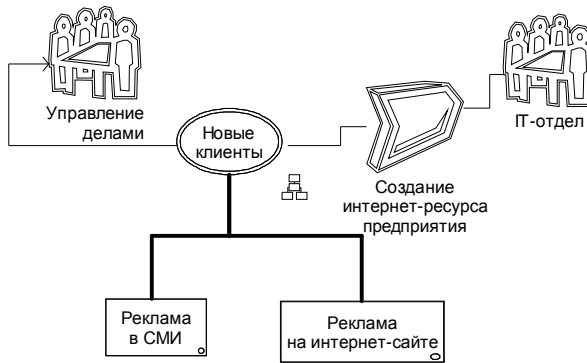 Управление
делами
Новые
клиенты
IT-отдел
Создание
интернет-ресурса
предприятия
Реклама
в СМИ
Реклама
на интернет-сайте